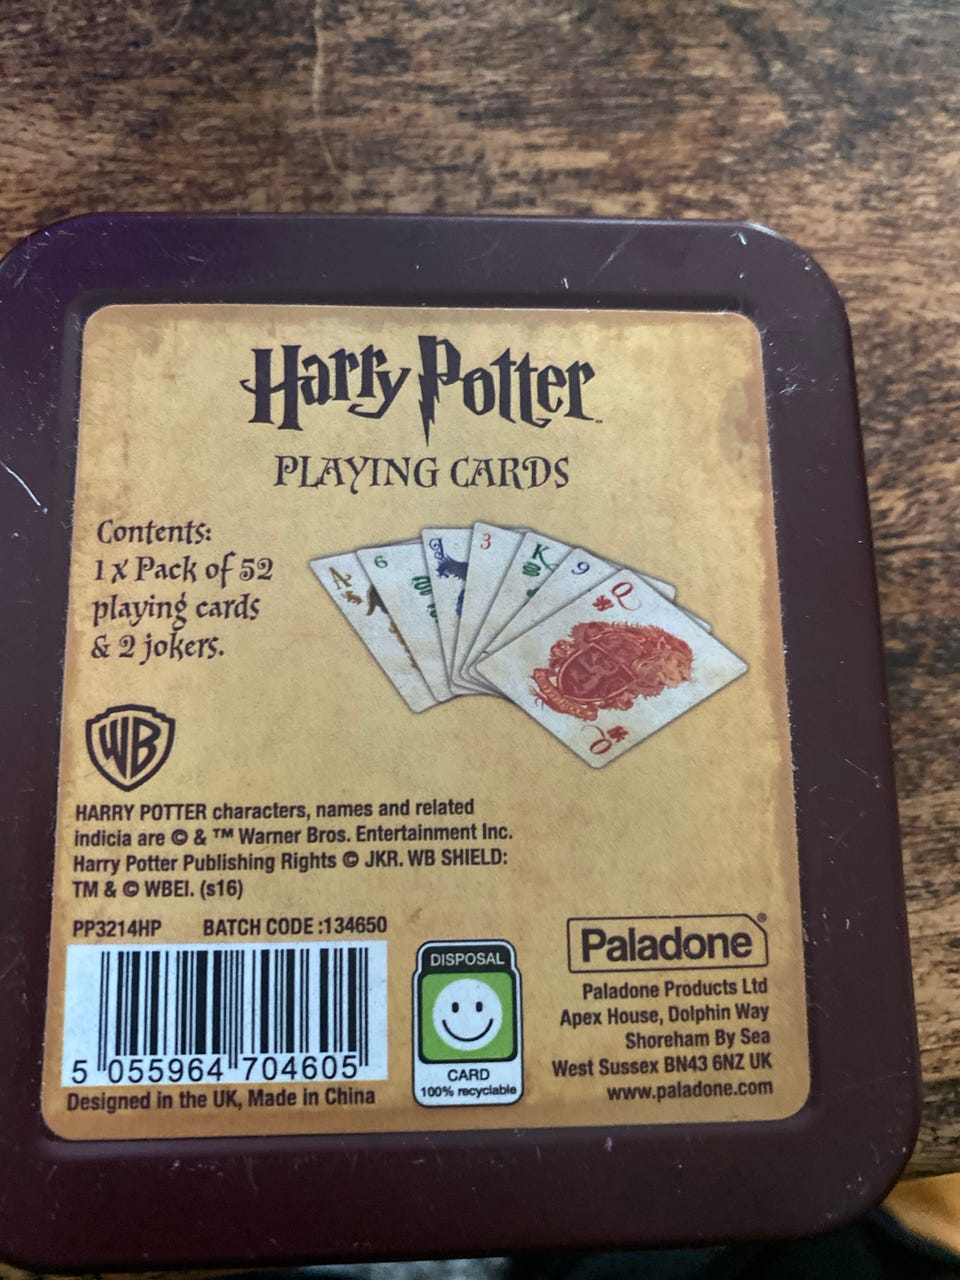 Harry Potter
PLAYING CARDS
Contents:
1 x Pack of 52
playing cards
& 2 jokers.
A
6
J
3
K
9
Q
Q
WB
HARRY POTTER characters, names and related
indicia are © & ™ Warner Bros. Entertainment Inc.
Harry Potter Publishing Rights © JKR. WB SHIELD:
TM & © WBEI. (s16)
PP3214HP BATCH CODE :134650
5 055964 704605
Designed in the UK, Made in China
DISPOSAL
CARD
100% recyclable
Paladone®
Paladone Products Ltd
Apex House, Dolphin Way
Shoreham By Sea
West Sussex BN43 6NZ UK
www.paladone.com